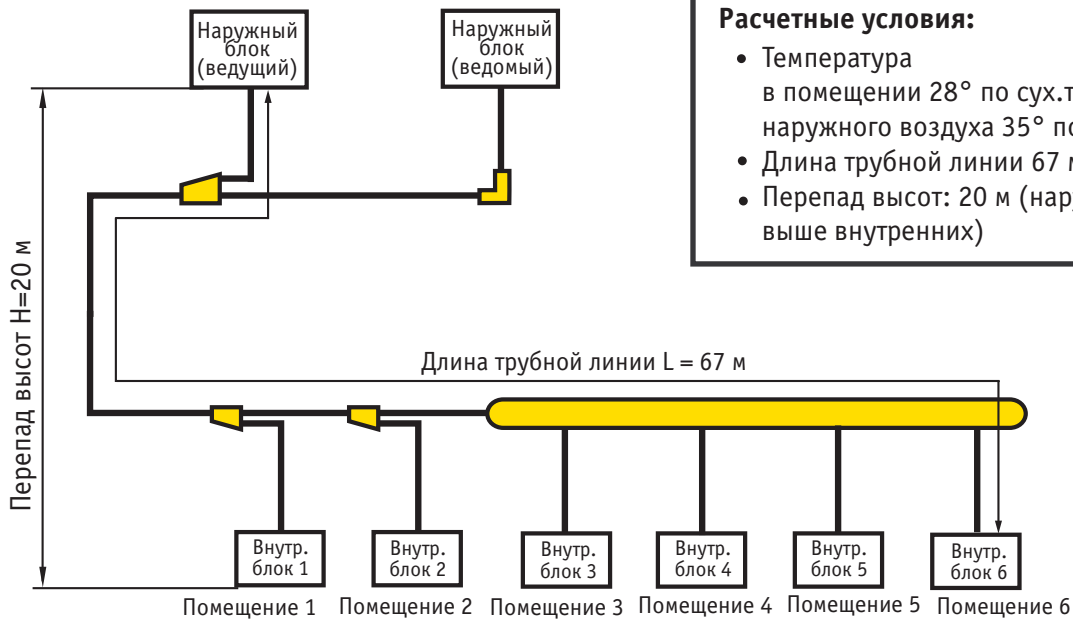 Наружный
блок
(ведущий)
Наружный
блок
(ведомый)
Расчетные условия:
• Температура
в помещении 28° по сух.т
наружного воздуха 35° по
• Длина трубной линии 67 м
• Перепад высот: 20 м (нару
выше внутренних)
Перепад высот H=20 м
Длина трубной линии L = 67 м
Внутр.
блок 1
Внутр.
блок 2
Внутр.
блок 3
Внутр.
блок 4
Внутр.
блок 5
Внутр.
блок 6
Помещение 1
Помещение 2
Помещение 3
Помещение 4
Помещение 5
Помещение 6